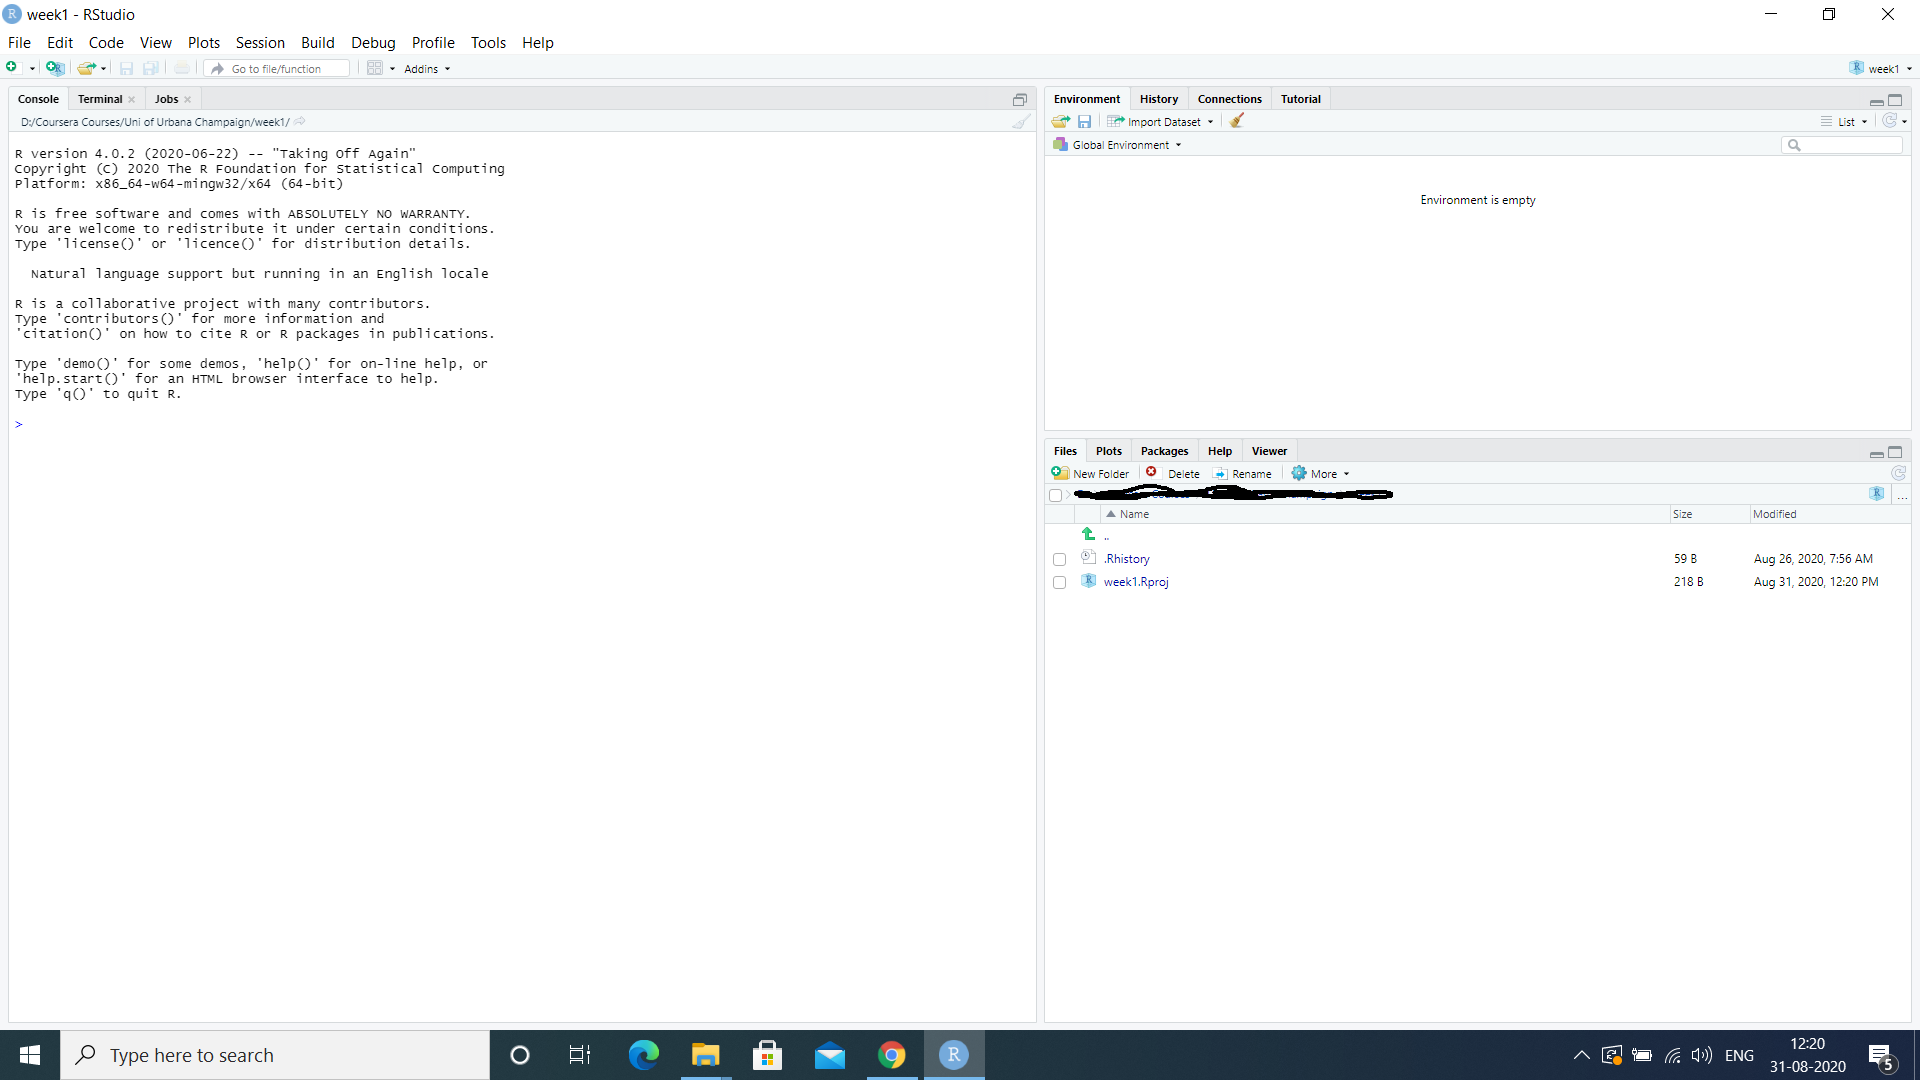 week1 - RStudio
File Edit Code View Plots Session Build Debug Profile Tools Help
Go to file/function Addins week1
Console Terminal Jobs
D:/Coursera Courses/Uni of Urbana Champaign/week1/
R version 4.0.2 (2020-06-22) -- "Taking Off Again"
Copyright (C) 2020 The R Foundation for Statistical Computing
Platform: x86_64-w64-mingw32/x64 (64-bit)
R is free software and comes with ABSOLUTELY NO WARRANTY.
You are welcome to redistribute it under certain conditions.
Type 'license()' or 'licence()' for distribution details.
Natural language support but running in an English locale
R is a collaborative project with many contributors.
Type 'contributors()' for more information and
'citation()' on how to cite R or R packages in publications.
Type 'demo()' for some demos, 'help()' for on-line help, or
'help.start()' for an HTML browser interface to help.
Type 'q()' to quit R.
>
Environment History Connections Tutorial
Import Dataset List
Global Environment
Environment is empty
Files Plots Packages Help Viewer
New Folder Delete Rename More
...
Name Size Modified
..
.Rhistory 59 B Aug 26, 2020, 7:56 AM
week1.Rproj 218 B Aug 31, 2020, 12:20 PM
Type here to search
ENG
12:20
31-08-2020
5